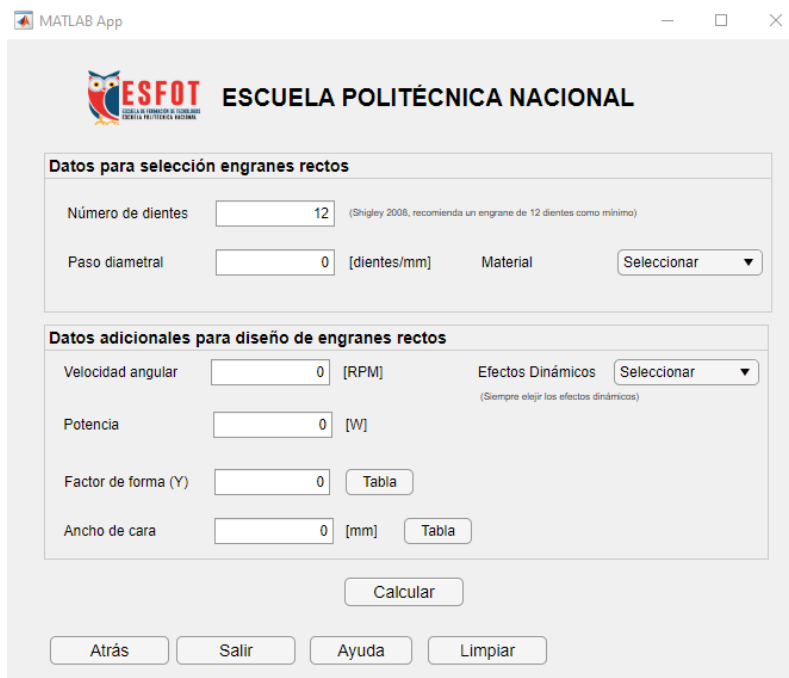 MATLAB App
ESFOT
ESCUELA DE FORMACIÓN DE TECNÓLOGOS
ESCUELA POLITÉCNICA NACIONAL
ESCUELA POLITÉCNICA NACIONAL
Datos para selección engranes rectos
Número de dientes 12 (Shigley 2008, recomienda un engrane de 12 dientes como mínimo)
Paso diametral 0 [dientes/mm] Material Seleccionar
Datos adicionales para diseño de engranes rectos
Velocidad angular 0 [RPM] Efectos Dinámicos Seleccionar
(Siempre elejir los efectos dinámicos)
Potencia 0 [W]
Factor de forma (Y) 0 Tabla
Ancho de cara 0 [mm] Tabla
Calcular
Atrás Salir Ayuda Limpiar